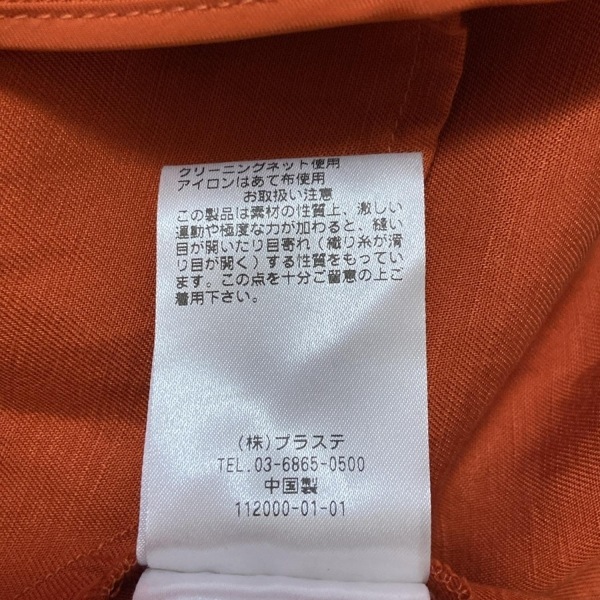 クリーニングネット使用
アイロンはあて布使用
お取扱い注意
この製品は素材の性質上、激しい
運動や極度な力が加わると、縫い
目が開いたり目寄れ（織り糸が滑
り目が開く）する性質をもってい
ます。この点を十分ご留意の上ご
着用下さい。
(株)プラステ
TEL.03-6865-0500
中国製
112000-01-01